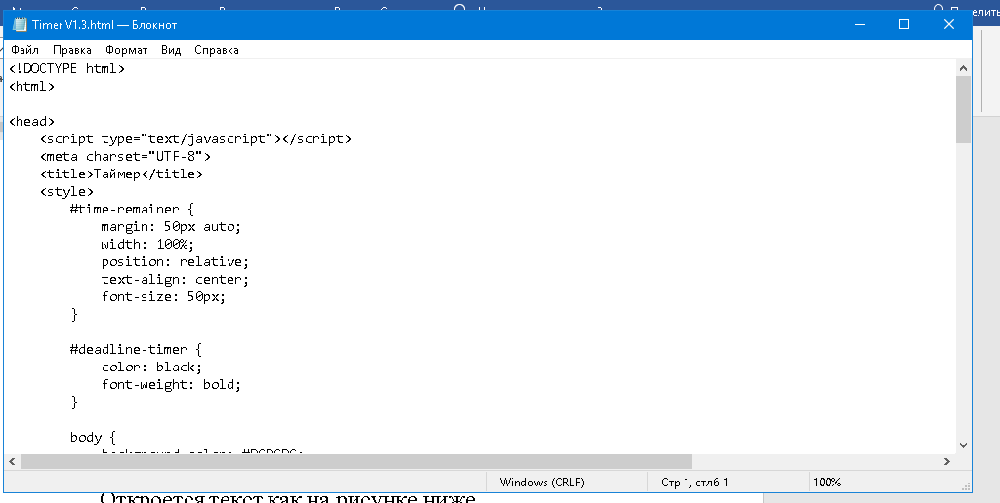 Timer V1.3.html — Блокнот
Файл Правка Формат Вид Справка
<!DOCTYPE html>
<html>
<head>
<script type="text/javascript"></script>
<meta charset="UTF-8">
<title>Таймер</title>
<style>
#time-remainer {
margin: 50px auto;
width: 100%;
position: relative;
text-align: center;
font-size: 50px;
}
#deadline-timer {
color: black;
font-weight: bold;
}
body {
Windows (CRLF) Стр 1, стлб 1 100%
Откроется текст как на рисунке ниже